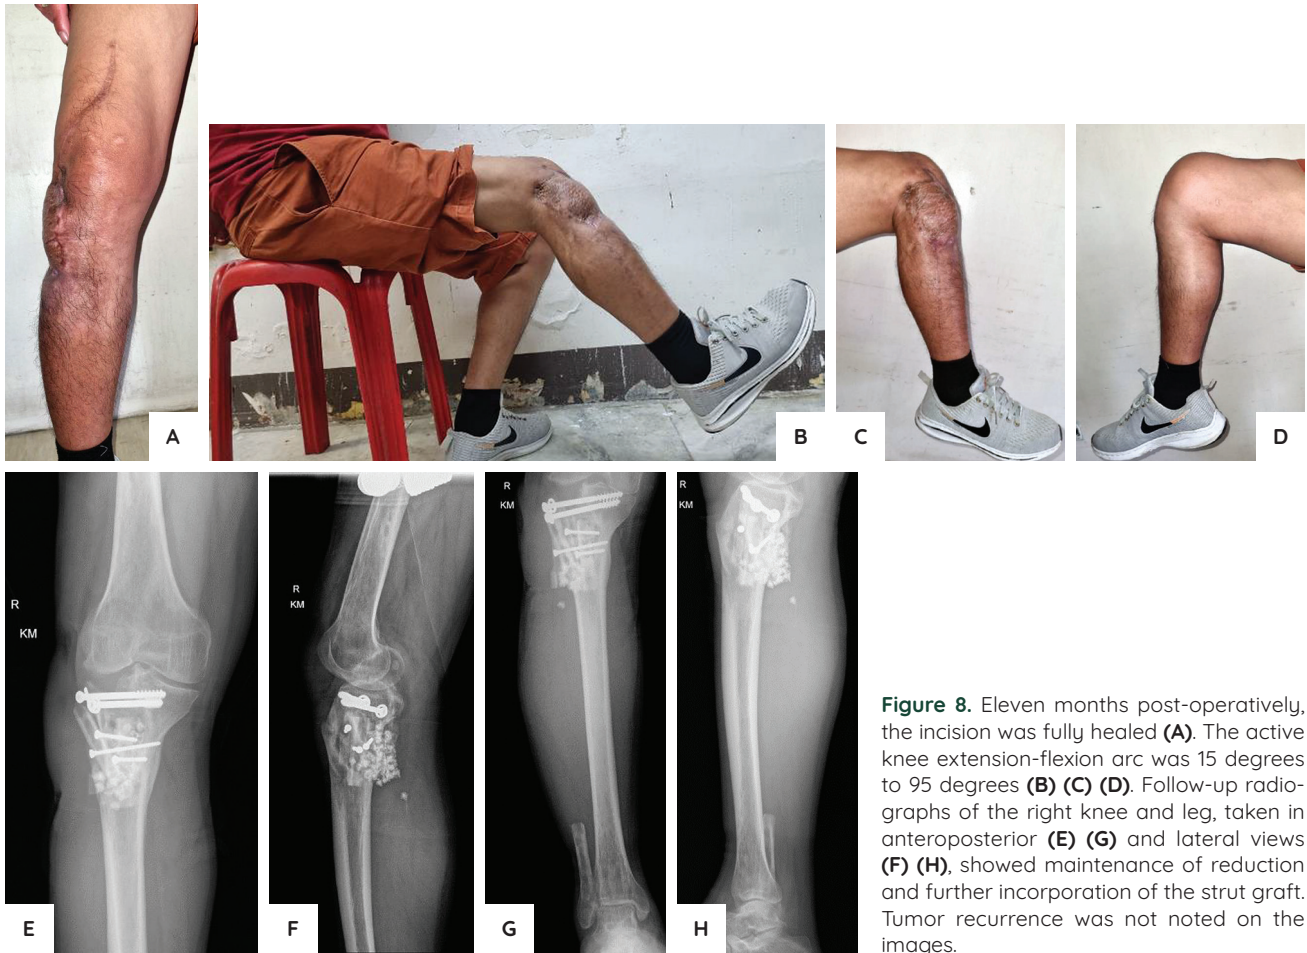 A
B
C
D
R
KM
E
R
KM
F
R
KM
G
R
KM
H
Figure 8. Eleven months post-operatively,
the incision was fully healed (A). The active
knee extension-flexion arc was 15 degrees
to 95 degrees (B) (C) (D). Follow-up radio-
graphs of the right knee and leg, taken in
anteroposterior (E) (G) and lateral views
(F) (H), showed maintenance of reduction
and further incorporation of the strut graft.
Tumor recurrence was not noted on the
images.